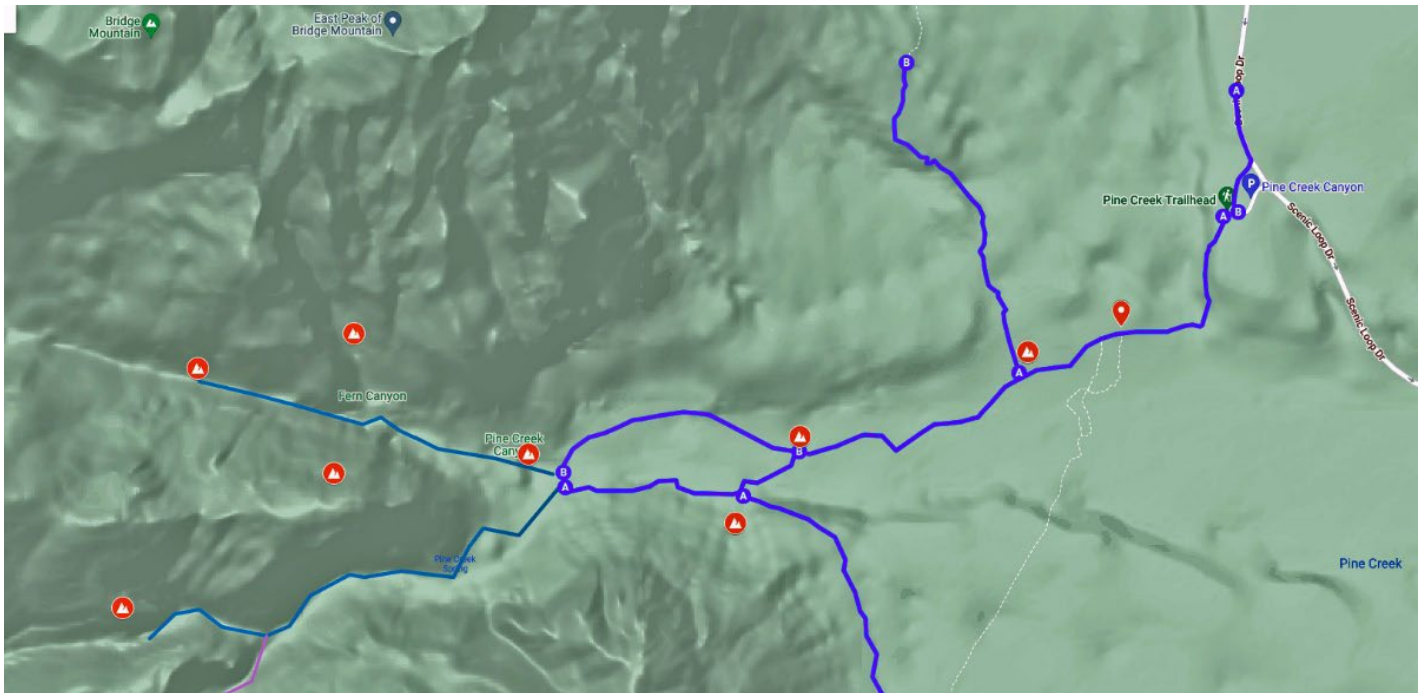 Bridge
Mountain
East Peak of
Bridge Mountain
B
A
Pine Creek Trailhead
P
Pine Creek Canyon
A
B
Scenic Loop Dr
Scenic Loop Dr
A
Fern Canyon
Pine Creek
B
B
A
A
Pine Creek
Spring
Pine Creek